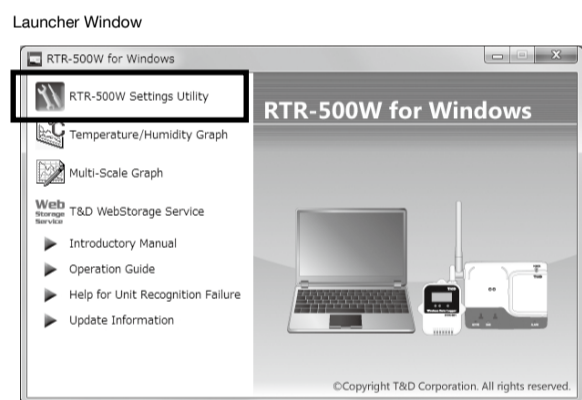 Launcher Window
RTR-500W for Windows
RTR-500W Settings Utility
RTR-500W for Windows
Temperature/Humidity Graph
Multi-Scale Graph
Web
Storage
Service
T&D WebStorage Service
Introductory Manual
Operation Guide
Help for Unit Recognition Failure
Update Information
©Copyright T&D Corporation. All rights reserved.